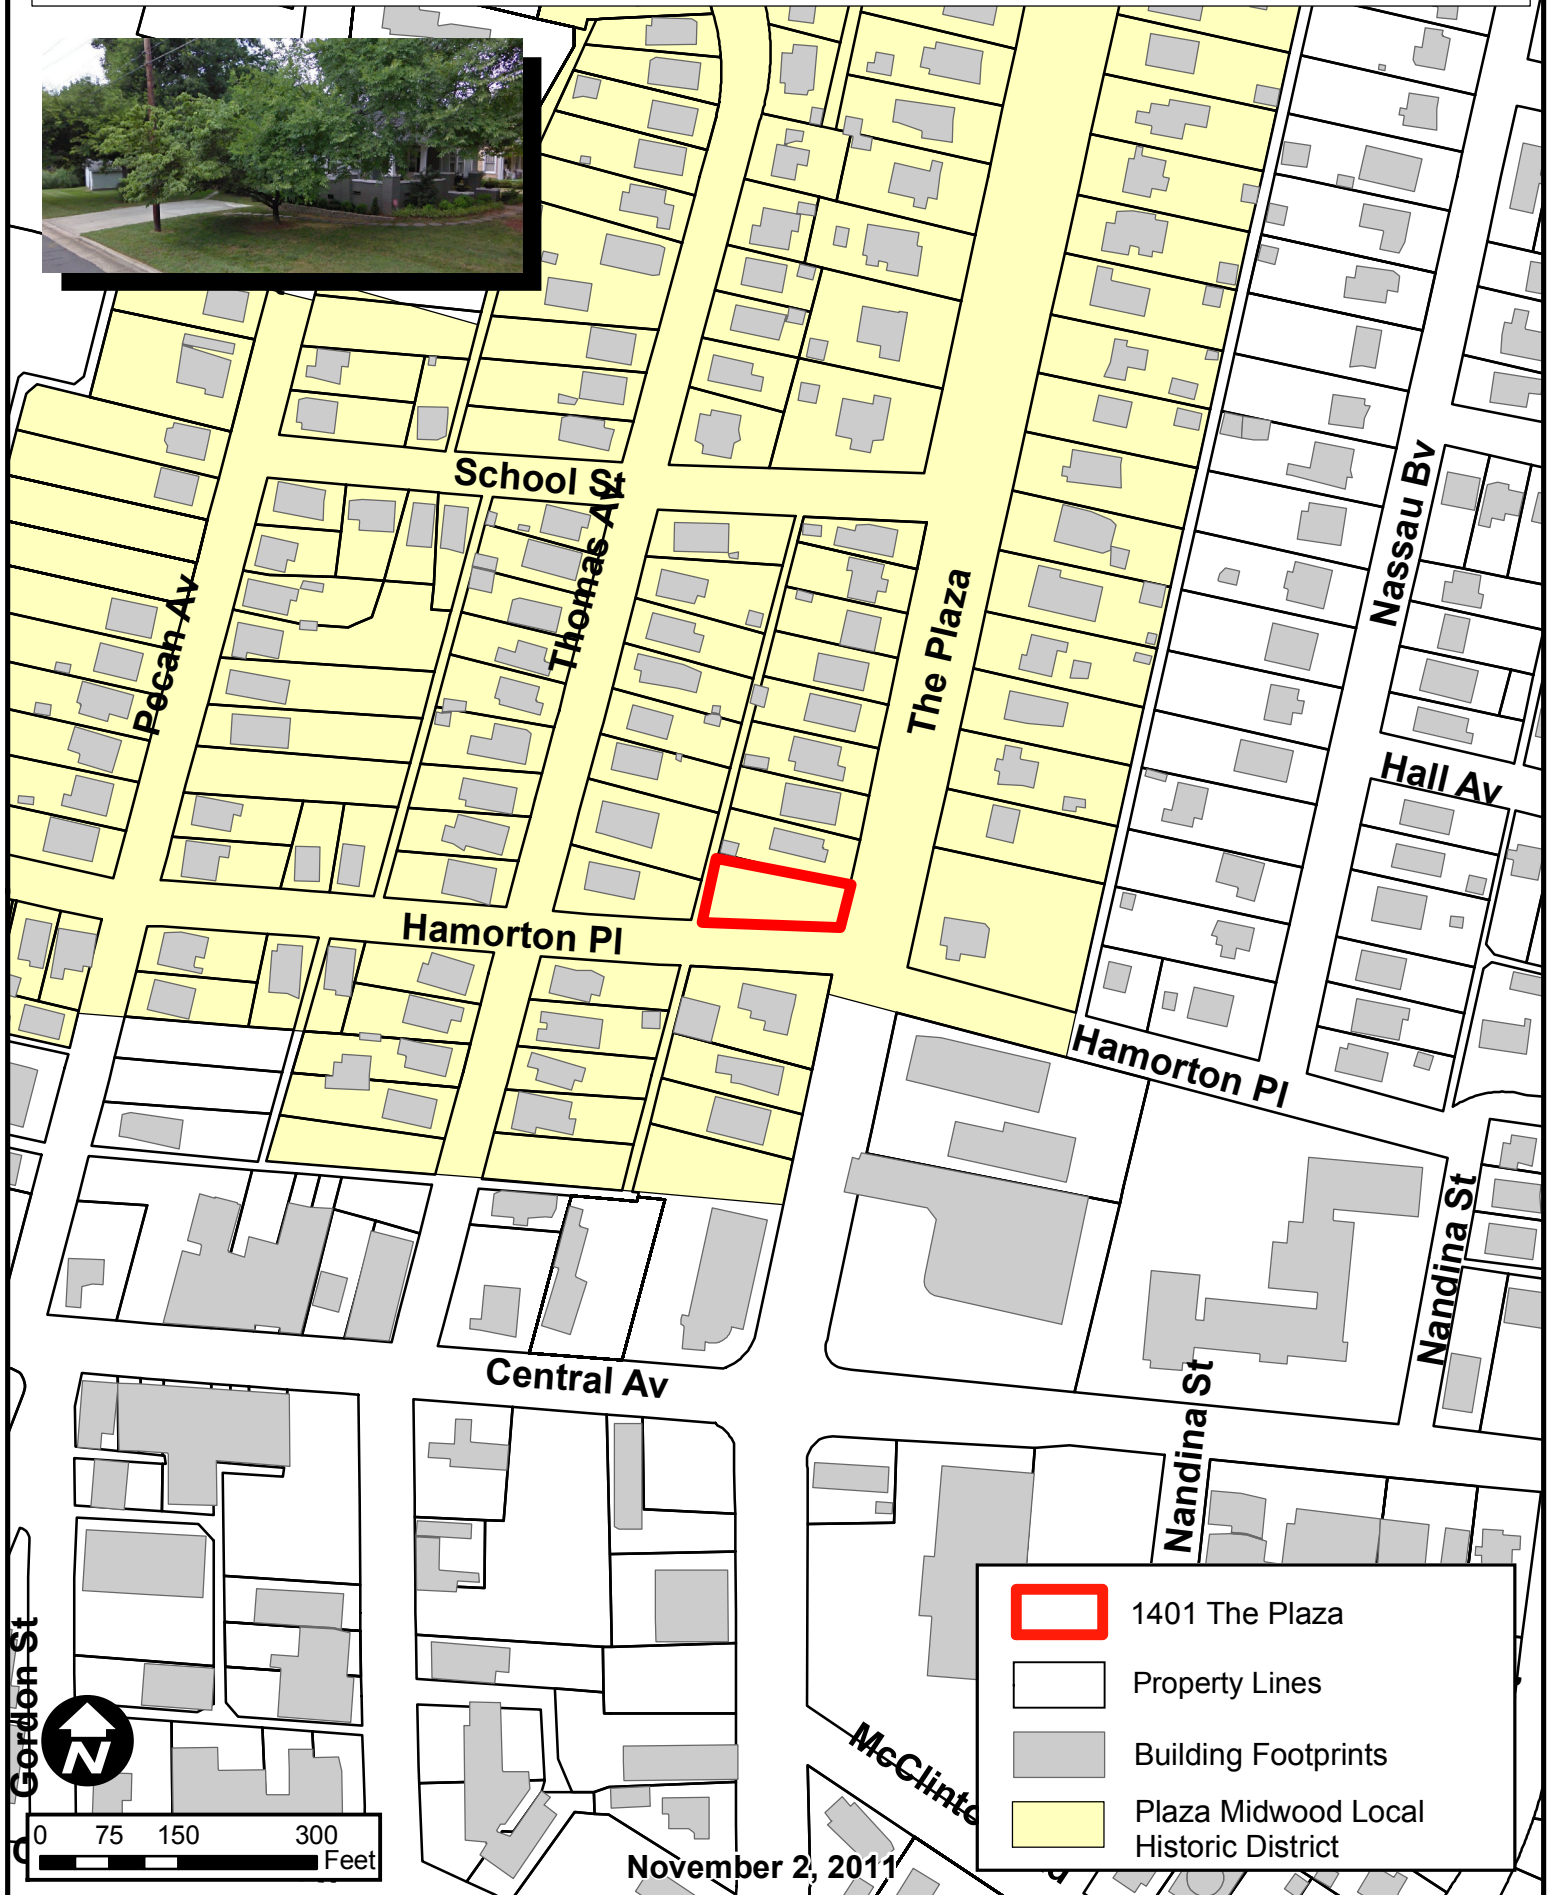 School St
Thomas Av
Pecan Av
The Plaza
Nassau Bv
Hall Av
Hamorton Pl
Hamorton Pl
Nandina St
Central Av
Nandina St
Gordon St
1401 The Plaza
Property Lines
Building Footprints
Plaza Midwood Local
Historic District
N
0 75 150 300
Feet
November 2, 2011